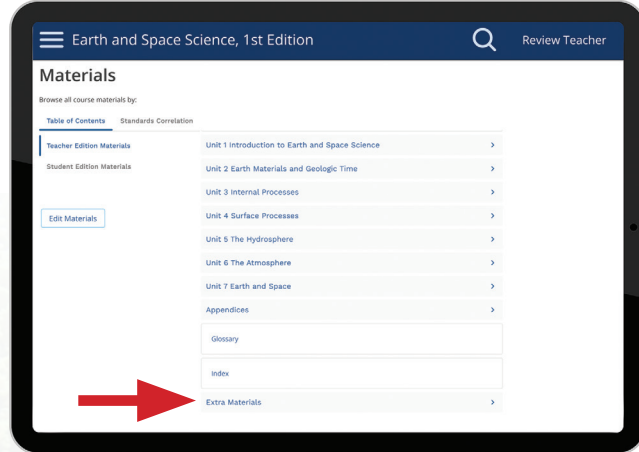 Earth and Space Science, 1st Edition
Review Teacher
Materials
Browse all course materials by:
Table of Contents
Standards Correlation
Teacher Edition Materials
Student Edition Materials
Edit Materials
Unit 1 Introduction to Earth and Space Science
Unit 2 Earth Materials and Geologic Time
Unit 3 Internal Processes
Unit 4 Surface Processes
Unit 5 The Hydrosphere
Unit 6 The Atmosphere
Unit 7 Earth and Space
Appendices
Glossary
Index
Extra Materials